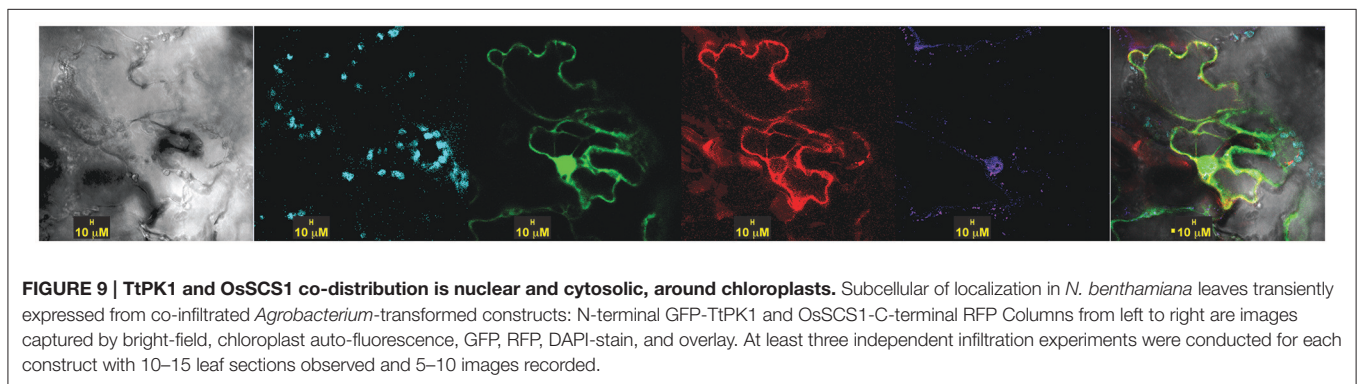 H H H H H H
10 µM 10 µM 10 µM 10 µM 10 µM 10 µM
FIGURE 9 | TtPK1 and OsSCS1 co-distribution is nuclear and cytosolic, around chloroplasts. Subcellular of localization in N. benthamiana leaves transiently
expressed from co-infiltrated Agrobacterium-transformed constructs: N-terminal GFP-TtPK1 and OsSCS1-C-terminal RFP Columns from left to right are images
captured by bright-field, chloroplast auto-fluorescence, GFP, RFP, DAPI-stain, and overlay. At least three independent infiltration experiments were conducted for each
construct with 10–15 leaf sections observed and 5–10 images recorded.